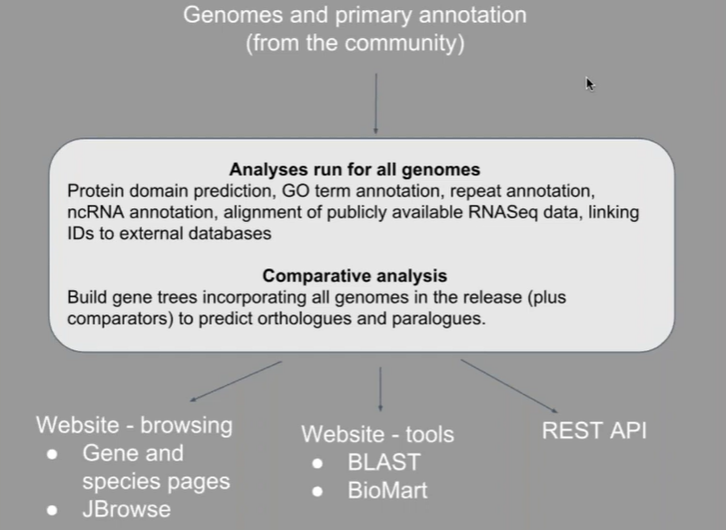 Genomes and primary annotation
(from the community)
Analyses run for all genomes
Protein domain prediction, GO term annotation, repeat annotation,
ncRNA annotation, alignment of publicly available RNASeq data, linking
IDs to external databases
Comparative analysis
Build gene trees incorporating all genomes in the release (plus
comparators) to predict orthologues and paralogues.
Website - browsing
● Gene and
species pages
● JBrowse
Website - tools
● BLAST
● BioMart
REST API